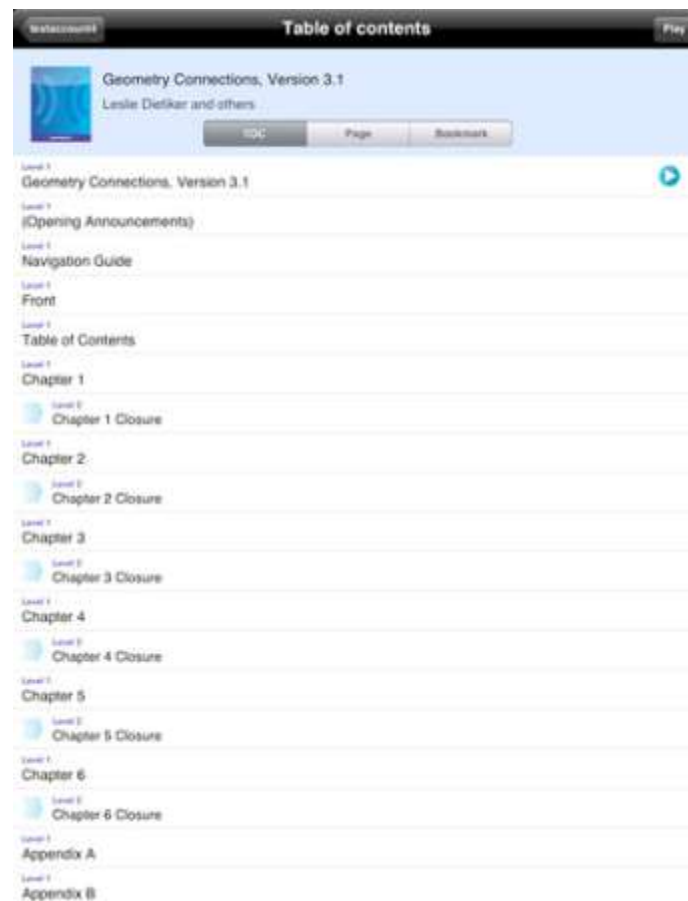 testaccount4
Table of contents
Play
Geometry Connections, Version 3.1
Leslie Dietiker and others
TOC
Page
Bookmark
Level 1
Geometry Connections, Version 3.1
Level 1
(Opening Announcements)
Level 1
Navigation Guide
Level 1
Front
Level 1
Table of Contents
Level 1
Chapter 1
Level 2
Chapter 1 Closure
Level 1
Chapter 2
Level 2
Chapter 2 Closure
Level 1
Chapter 3
Level 2
Chapter 3 Closure
Level 1
Chapter 4
Level 2
Chapter 4 Closure
Level 1
Chapter 5
Level 2
Chapter 5 Closure
Level 1
Chapter 6
Level 2
Chapter 6 Closure
Level 1
Appendix A
Level 1
Appendix B